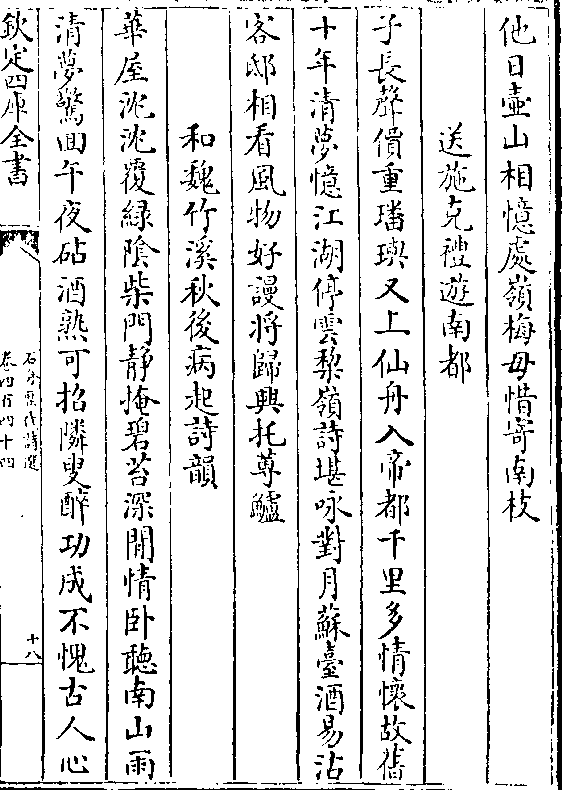 他日壺山相憶處嶺梅毋惜寄南枝
送施克禮遊南都
子長聲價重璠璵又上仙舟入帝都千里多情懷故舊
十年清夢憶江湖停雲黎嶺詩堪咏對月蘇臺酒易沽
客邸相看風物好謾將歸興托蓴鱸
和魏竹溪秋後病起詩韻
華屋沈沈覆綠陰柴門靜掩碧苔深閒情卧聽南山雨
清夢驚回午夜砧酒熟可招隣叟醉功成不愧古人心
欽定四庫全書
石倉歷代詩選
卷四百四十四
十八